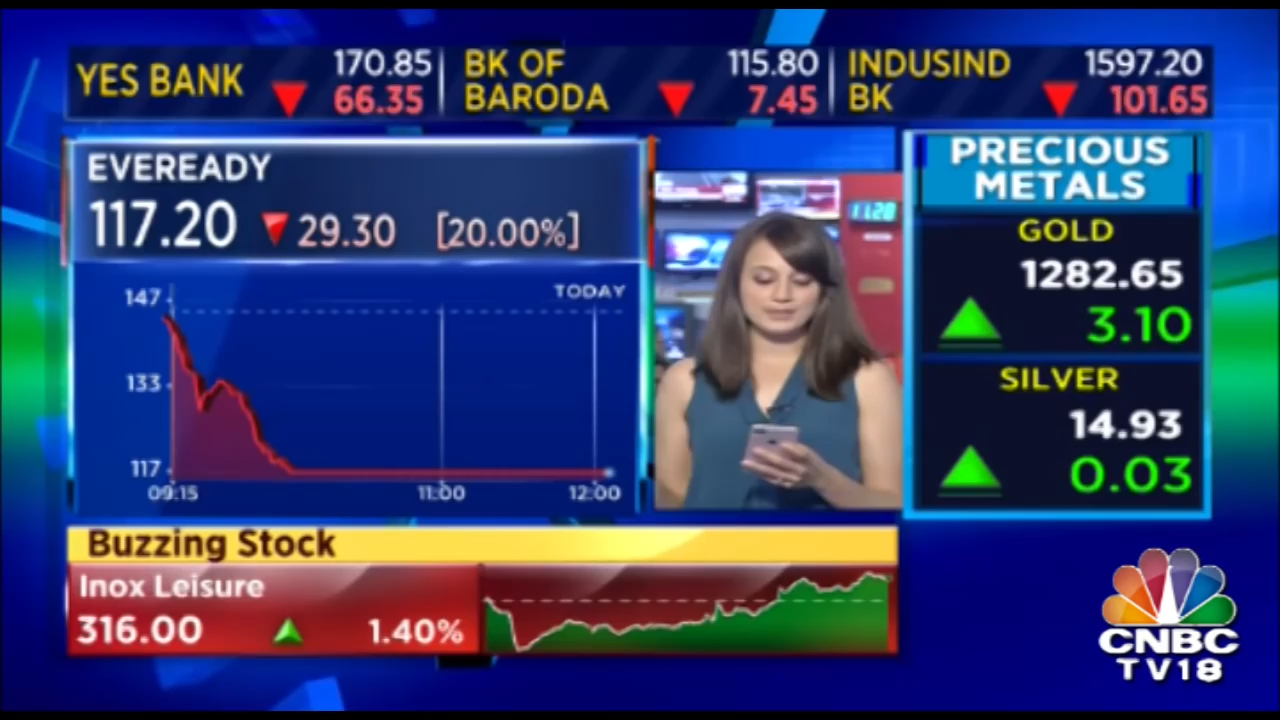 YES BANK
170.85
66.35
BK OF
BARODA
115.80
7.45
INDUSIND
BK
1597.20
101.65
EVEREADY
117.20 29.30 [20.00%]
TODAY
147
133
117
09:15 11:00 12:00
11:20
PRECIOUS
METALS
GOLD
1282.65
3.10
SILVER
14.93
0.03
Buzzing Stock
Inox Leisure
316.00 1.40%
CNBC
TV18